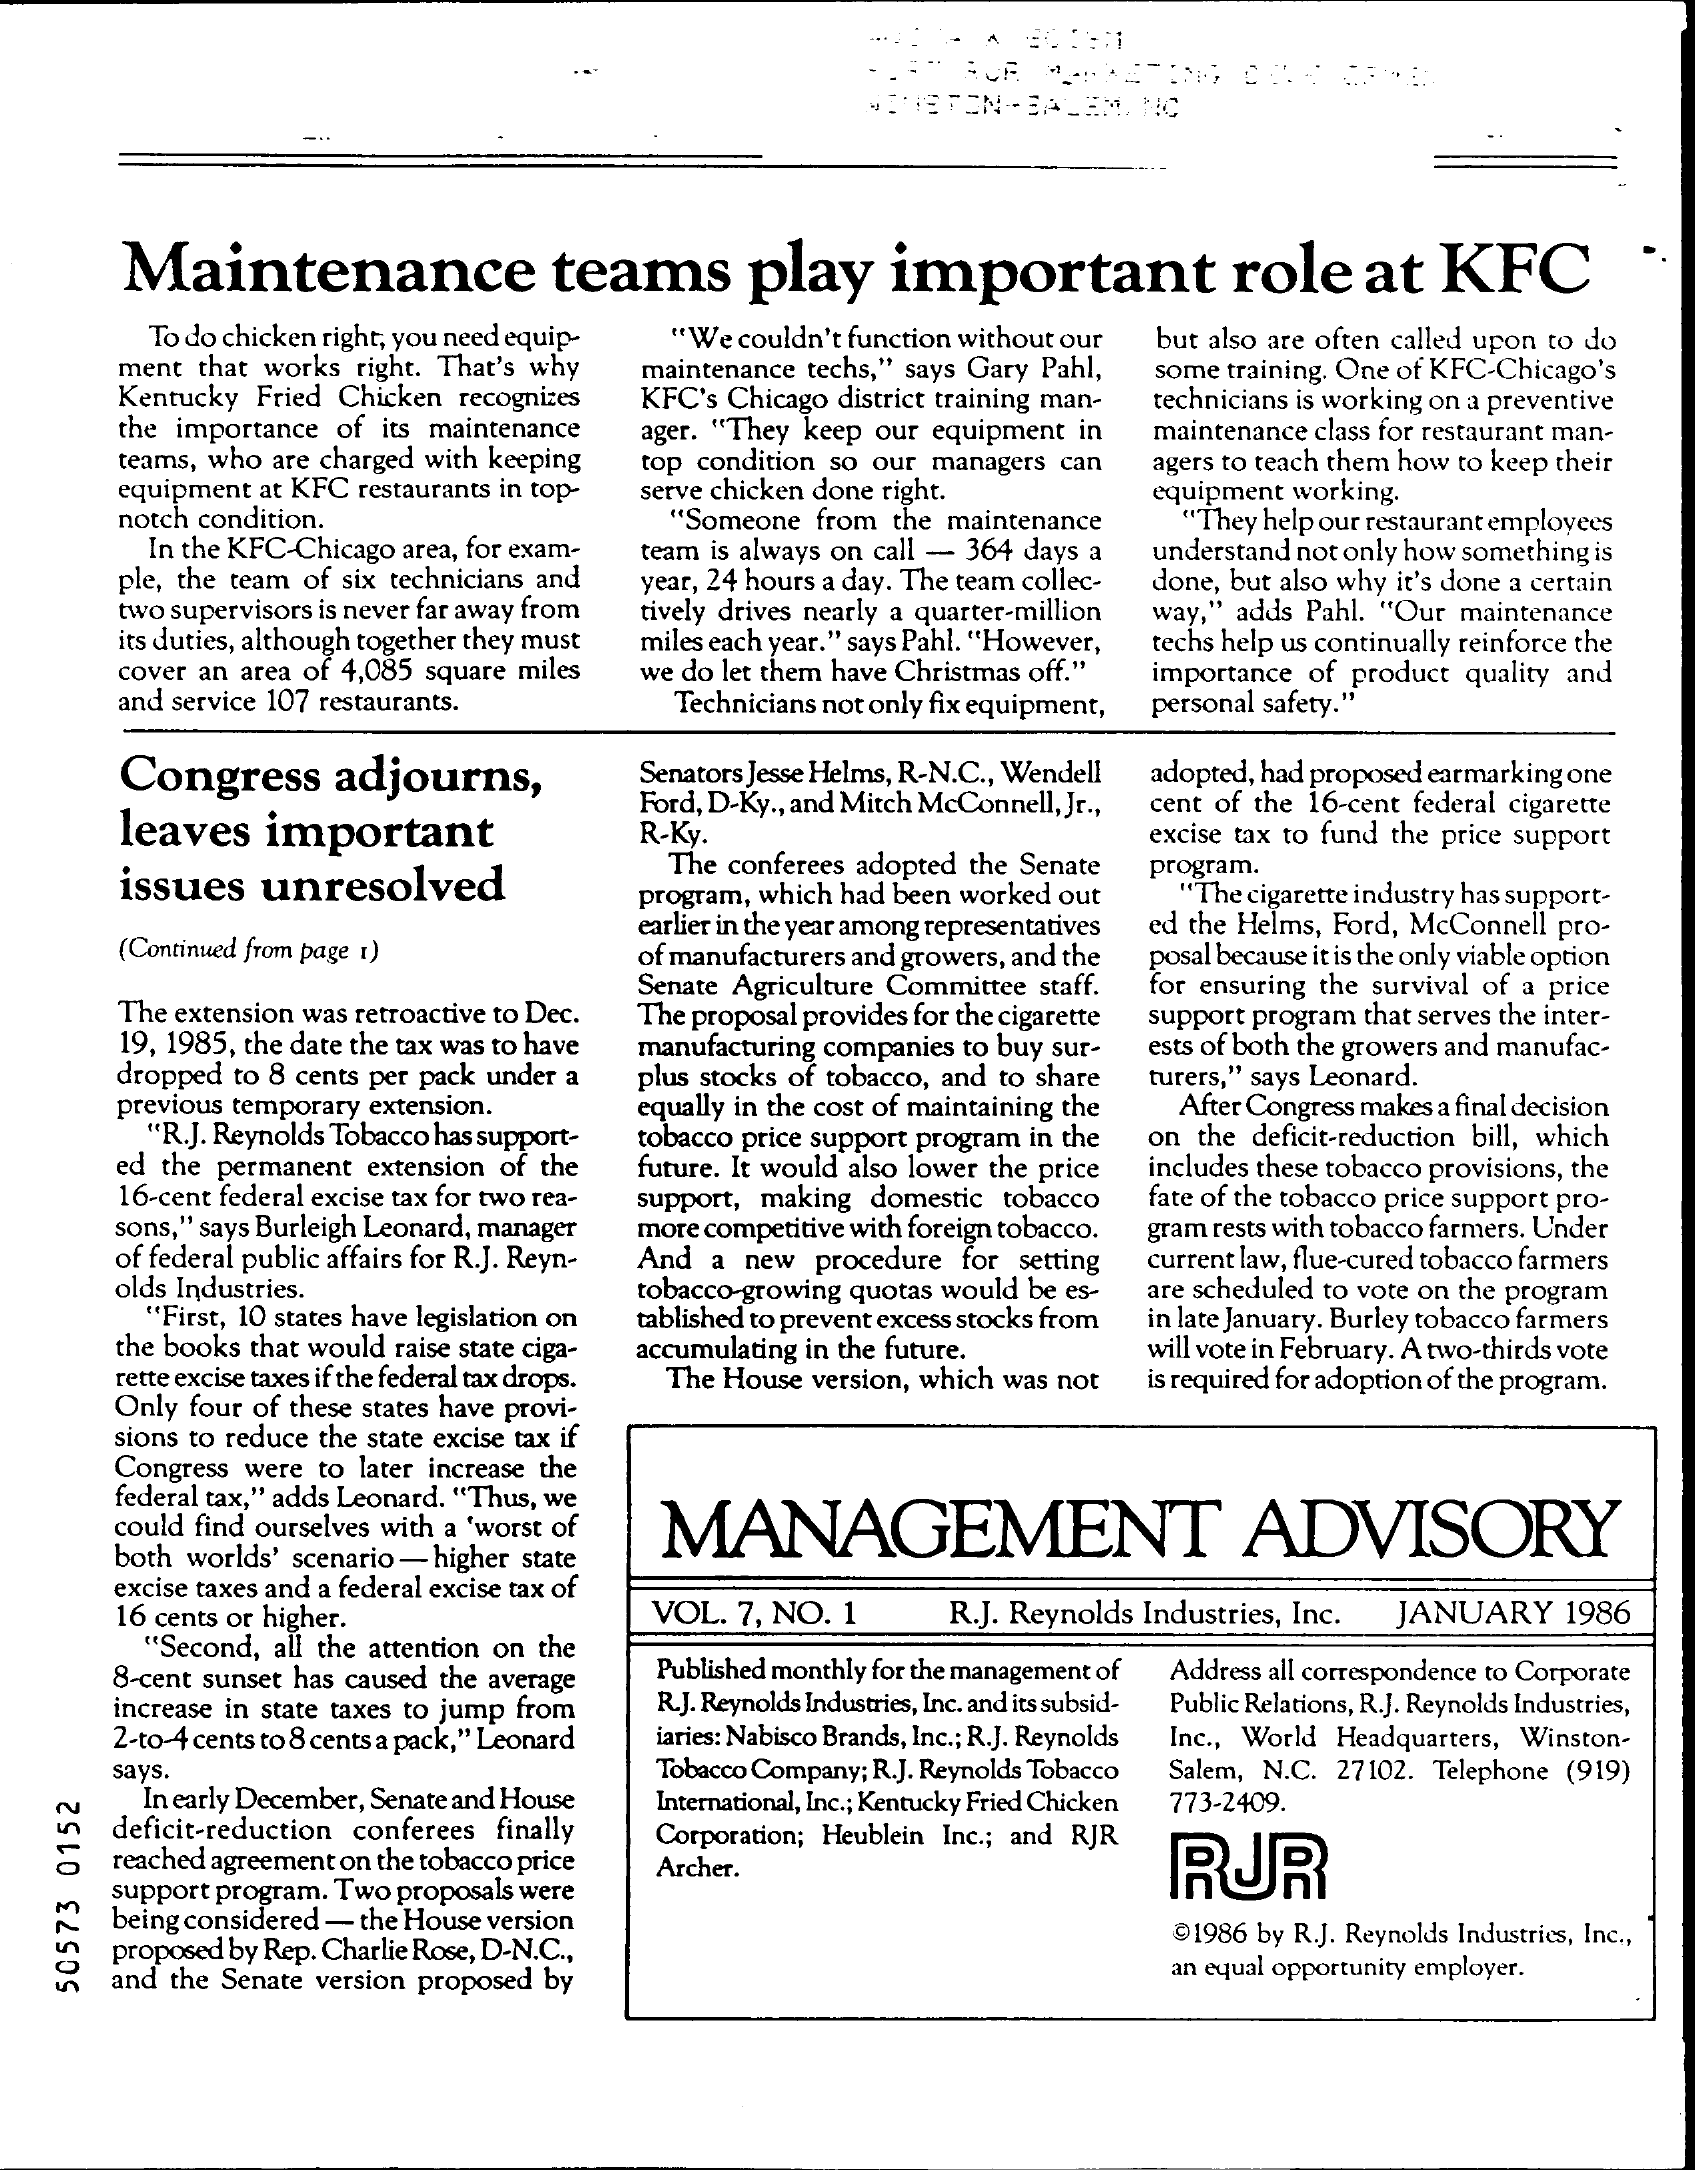 WINSTON-SALEM, NC
Maintenance teams play important role at KFC
To do chicken right, you need equip-
ment that works right. That's why
Kentucky Fried Chicken recognizes
the importance of its maintenance
teams, who are charged with keeping
equipment at KFC restaurants in top-
notch condition.
In the KFC-Chicago area, for exam-
ple, the team of six technicians and
two supervisors is never far away from
its duties, although together they must
cover an area of 4,085 square miles
and service 107 restaurants.
"We couldn't function without our
maintenance techs," says Gary Pahl,
KFC's Chicago district training man-
ager. "They keep our equipment in
top condition so our managers can
serve chicken done right.
"Someone from the maintenance
team is always on call — 364 days a
year, 24 hours a day. The team collec-
tively drives nearly a quarter-million
miles each year." says Pahl. "However,
we do let them have Christmas off."
Technicians not only fix equipment,
but also are often called upon to do
some training. One of KFC-Chicago's
technicians is working on a preventive
maintenance class for restaurant man-
agers to teach them how to keep their
equipment working.
"They help our restaurant employees
understand not only how something is
done, but also why it's done a certain
way," adds Pahl. "Our maintenance
techs help us continually reinforce the
importance of product quality and
personal safety."
Congress adjourns,
leaves important
issues unresolved
(Continued from page 1)
The extension was retroactive to Dec.
19, 1985, the date the tax was to have
dropped to 8 cents per pack under a
previous temporary extension.
"R.J. Reynolds Tobacco has support-
ed the permanent extension of the
16-cent federal excise tax for two rea-
sons," says Burleigh Leonard, manager
of federal public affairs for R.J. Reyn-
olds Industries.
"First, 10 states have legislation on
the books that would raise state ciga-
rette excise taxes if the federal tax drops.
Only four of these states have provi-
sions to reduce the state excise tax if
Congress were to later increase the
federal tax," adds Leonard. "Thus, we
could find ourselves with a 'worst of
both worlds' scenario — higher state
excise taxes and a federal excise tax of
16 cents or higher.
"Second, all the attention on the
8-cent sunset has caused the average
increase in state taxes to jump from
2-to-4 cents to 8 cents a pack," Leonard
says.
In early December, Senate and House
deficit-reduction conferees finally
reached agreement on the tobacco price
support program. Two proposals were
being considered — the House version
proposed by Rep. Charlie Rose, D-N.C.,
and the Senate version proposed by
Senators Jesse Helms, R-N.C., Wendell
Ford, D-Ky., and Mitch McConnell, Jr.,
R-Ky.
The conferees adopted the Senate
program, which had been worked out
earlier in the year among representatives
of manufacturers and growers, and the
Senate Agriculture Committee staff.
The proposal provides for the cigarette
manufacturing companies to buy sur-
plus stocks of tobacco, and to share
equally in the cost of maintaining the
tobacco price support program in the
future. It would also lower the price
support, making domestic tobacco
more competitive with foreign tobacco.
And a new procedure for setting
tobacco-growing quotas would be es-
tablished to prevent excess stocks from
accumulating in the future.
The House version, which was not
adopted, had proposed earmarking one
cent of the 16-cent federal cigarette
excise tax to fund the price support
program.
"The cigarette industry has support-
ed the Helms, Ford, McConnell pro-
posal because it is the only viable option
for ensuring the survival of a price
support program that serves the inter-
ests of both the growers and manufac-
turers," says Leonard.
After Congress makes a final decision
on the deficit-reduction bill, which
includes these tobacco provisions, the
fate of the tobacco price support pro-
gram rests with tobacco farmers. Under
current law, flue-cured tobacco farmers
are scheduled to vote on the program
in late January. Burley tobacco farmers
will vote in February. A two-thirds vote
is required for adoption of the program.
MANAGEMENT ADVISORY
VOL. 7, NO. 1 R.J. Reynolds Industries, Inc. JANUARY 1986
Published monthly for the management of
R.J. Reynolds Industries, Inc. and its subsid-
iaries: Nabisco Brands, Inc.; R.J. Reynolds
Tobacco Company; R.J. Reynolds Tobacco
International, Inc.; Kentucky Fried Chicken
Corporation; Heublein Inc.; and RJR
Archer.
Address all correspondence to Corporate
Public Relations, R.J. Reynolds Industries,
Inc., World Headquarters, Winston-
Salem, N.C. 27102. Telephone (919)
773-2409.
RJR
©1986 by R.J. Reynolds Industries, Inc.,
an equal opportunity employer.
50573 0152